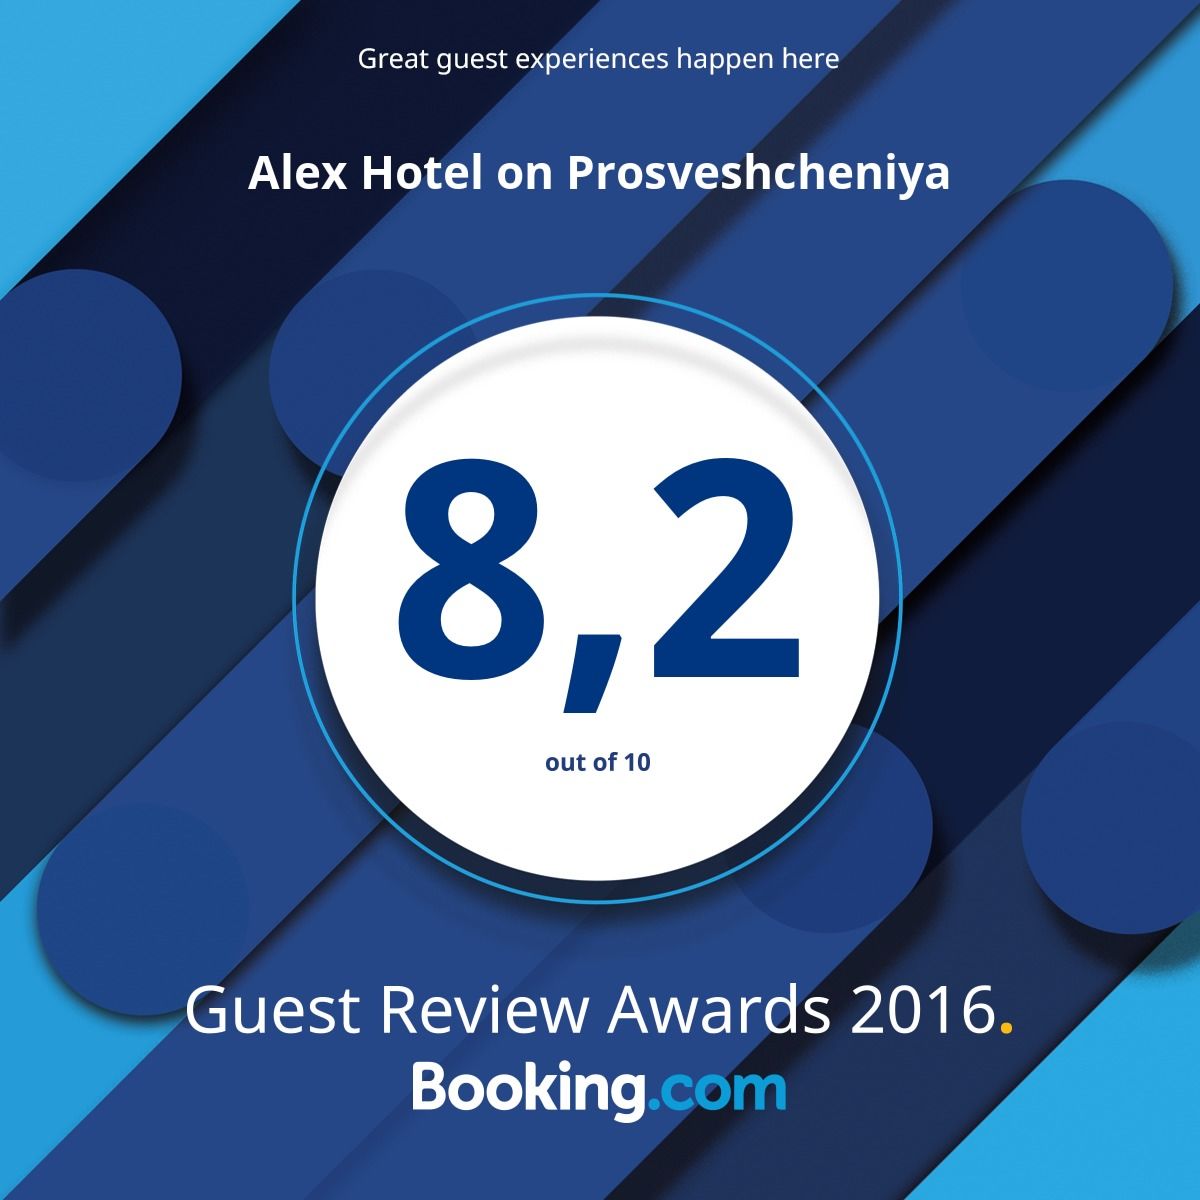 Great guest experiences happen here
Alex Hotel on Prosveshcheniya
8,2
out of 10
Guest Review Awards 2016.
Booking.com